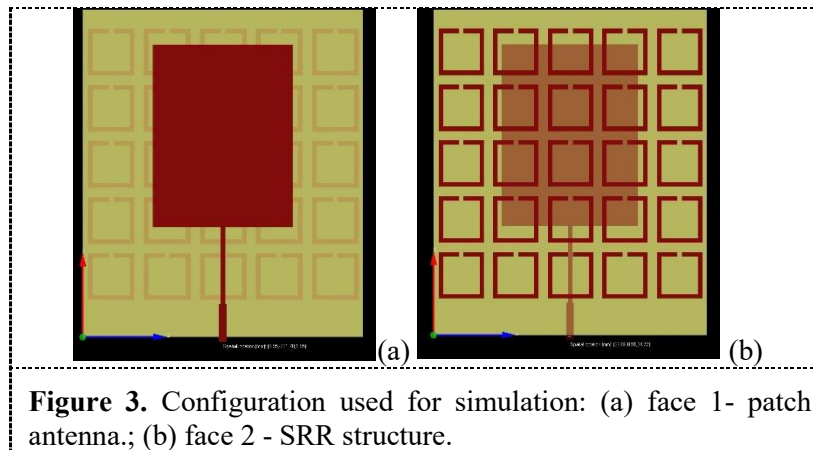 (a)
(b)
Figure 3. Configuration used for simulation: (a) face 1- patch
antenna.; (b) face 2 - SRR structure.